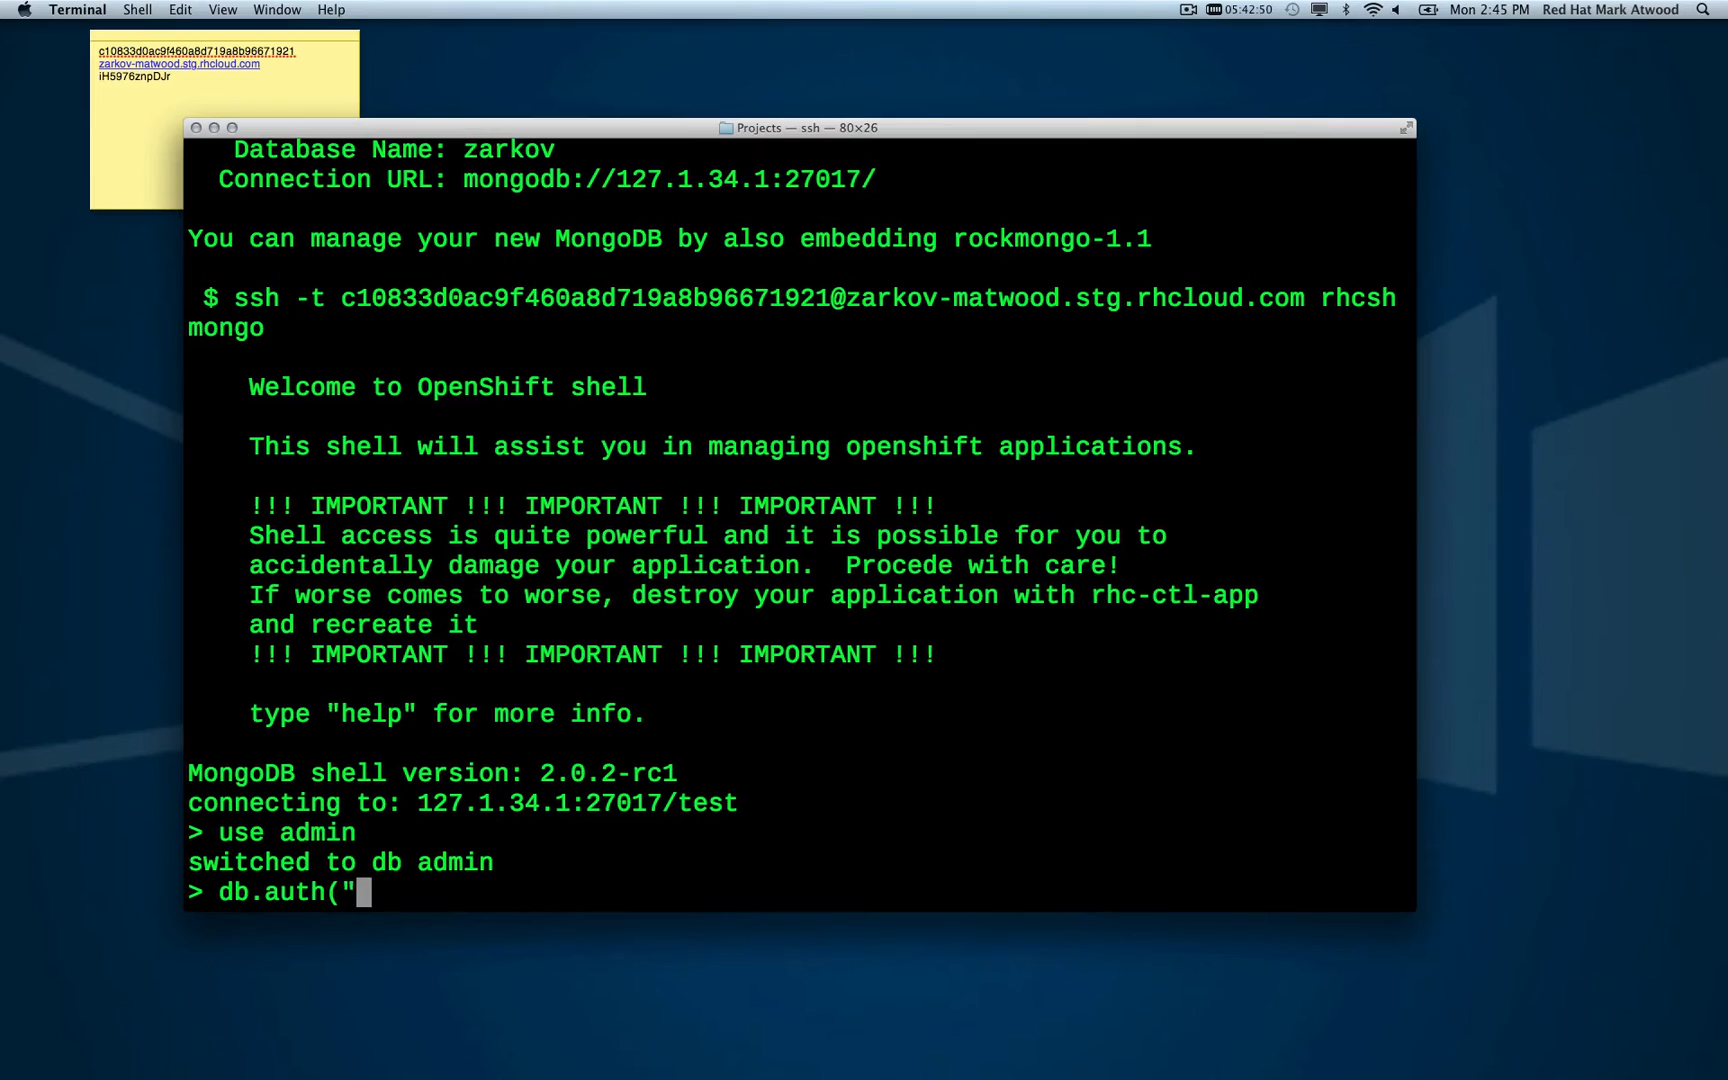 Terminal Shell Edit View Window Help 05:42:50 Mon 2:45 PM Red Hat Mark Atwood
c10833d0ac9f460a8d719a8b96671921
zarkov-matwood.stg.rhcloud.com
iH5976znpDJr
Projects — ssh — 80×26
Database Name: zarkov
Connection URL: mongodb://127.1.34.1:27017/
You can manage your new MongoDB by also embedding rockmongo-1.1
$ ssh -t c10833d0ac9f460a8d719a8b96671921@zarkov-matwood.stg.rhcloud.com rhcsh
mongo
Welcome to OpenShift shell
This shell will assist you in managing openshift applications.
!!! IMPORTANT !!! IMPORTANT !!! IMPORTANT !!!
Shell access is quite powerful and it is possible for you to
accidentally damage your application.  Procede with care!
If worse comes to worse, destroy your application with rhc-ctl-app
and recreate it
!!! IMPORTANT !!! IMPORTANT !!! IMPORTANT !!!
type "help" for more info.
MongoDB shell version: 2.0.2-rc1
connecting to: 127.1.34.1:27017/test
> use admin
switched to db admin
> db.auth("